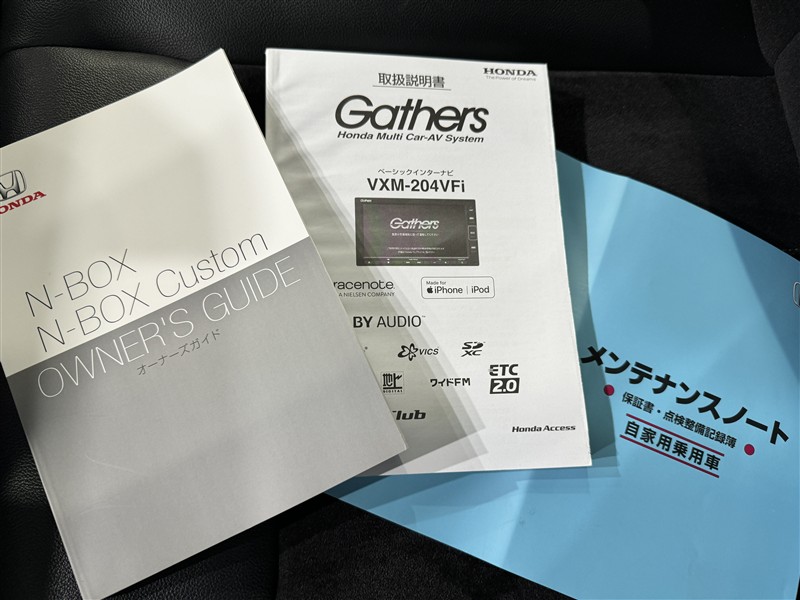 HONDA
N-BOX
N-BOX Custom
OWNER'S GUIDE
オーナーズガイド
取扱説明書
HONDA
The Power of Dreams
Gathers
Honda Multi Car-AV System
ベーシックインターナビ
VXM-204VFi
Gathers
racenote
A NIELSEN COMPANY
Made for
iPhone | iPod
BY AUDIO™
VICS
SD
XC
DIGITAL
ワイドFM
ETC
2.0
Club
Honda Access
メンテナンスノート
保証書・点検整備記録簿
自家用乗用車